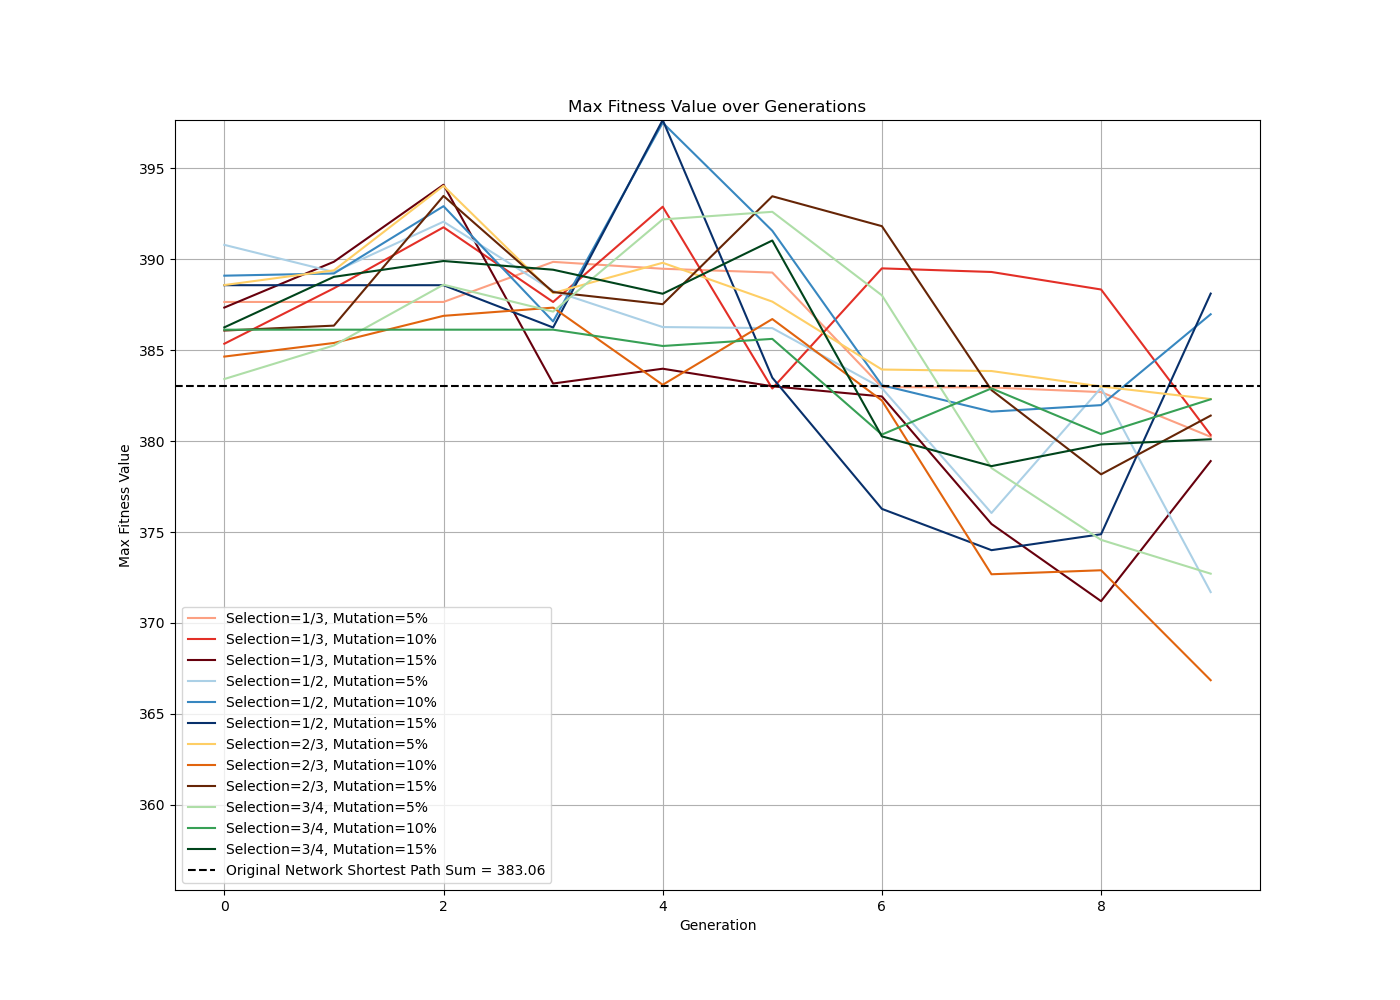 Max Fitness Value over Generations
395
390
385
380
375
370
365
360
Max Fitness Value
Selection=1/3, Mutation=5%
Selection=1/3, Mutation=10%
Selection=1/3, Mutation=15%
Selection=1/2, Mutation=5%
Selection=1/2, Mutation=10%
Selection=1/2, Mutation=15%
Selection=2/3, Mutation=5%
Selection=2/3, Mutation=10%
Selection=2/3, Mutation=15%
Selection=3/4, Mutation=5%
Selection=3/4, Mutation=10%
Selection=3/4, Mutation=15%
Original Network Shortest Path Sum = 383.06
0 2 4 6 8
Generation